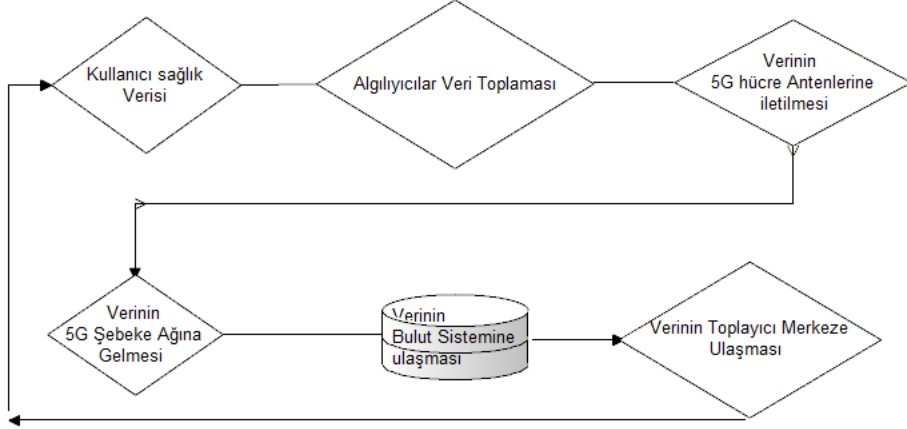 Kullanıcı sağlık
Verisi
Algılıyıcılar Veri Toplaması
Verinin
5G hücre Antenlerine
iletilmesi
Verinin
5G Şebeke Ağına
Gelmesi
Verinin
Bulut Sistemine
ulaşması
Verinin Toplayıcı Merkeze
Ulaşması